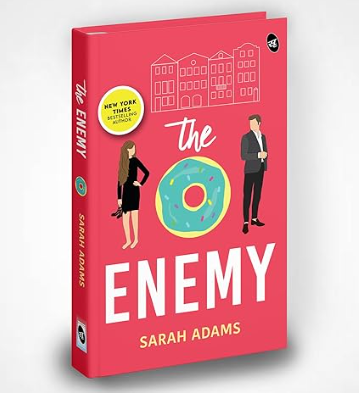 The ENEMY
SARAH ADAMS
NEW YORK
TIMES
BESTSELLING
AUTHOR
the
ENEMY
SARAH ADAMS